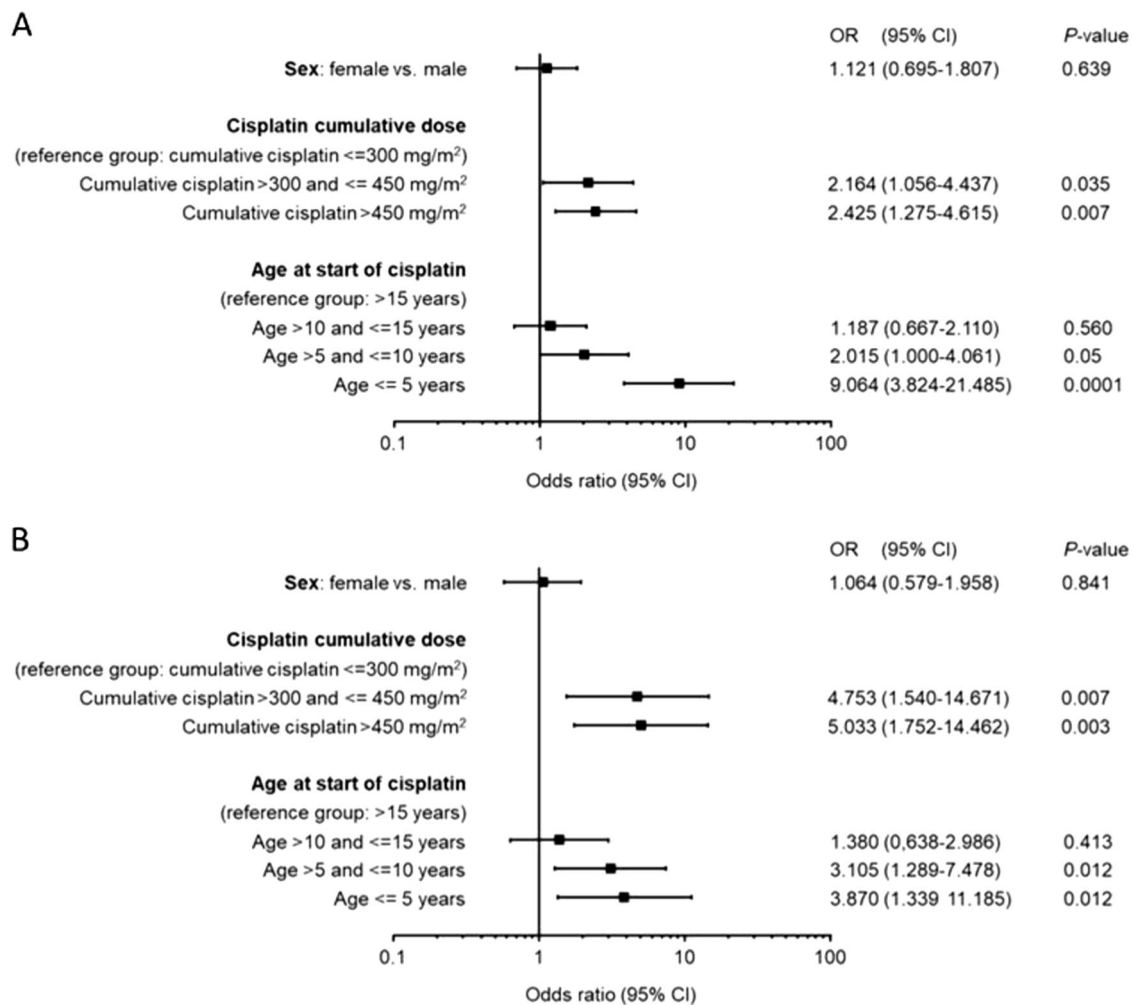 A
OR (95% CI) P-value
Sex: female vs. male 1.121 (0.695-1.807) 0.639
Cisplatin cumulative dose
(reference group: cumulative cisplatin <=300 mg/m²)
Cumulative cisplatin >300 and <= 450 mg/m² 2.164 (1.056-4.437) 0.035
Cumulative cisplatin >450 mg/m² 2.425 (1.275-4.615) 0.007
Age at start of cisplatin
(reference group: >15 years)
Age >10 and <=15 years 1.187 (0.667-2.110) 0.560
Age >5 and <=10 years 2.015 (1.000-4.061) 0.05
Age <= 5 years 9.064 (3.824-21.485) 0.0001
0.1 1 10 100
Odds ratio (95% CI)
B
OR (95% CI) P-value
Sex: female vs. male 1.064 (0.579-1.958) 0.841
Cisplatin cumulative dose
(reference group: cumulative cisplatin <=300 mg/m²)
Cumulative cisplatin >300 and <= 450 mg/m² 4.753 (1.540-14.671) 0.007
Cumulative cisplatin >450 mg/m² 5.033 (1.752-14.462) 0.003
Age at start of cisplatin
(reference group: >15 years)
Age >10 and <=15 years 1.380 (0,638-2.986) 0.413
Age >5 and <=10 years 3.105 (1.289-7.478) 0.012
Age <= 5 years 3.870 (1.339 11.185) 0.012
0.1 1 10 100
Odds ratio (95% CI)